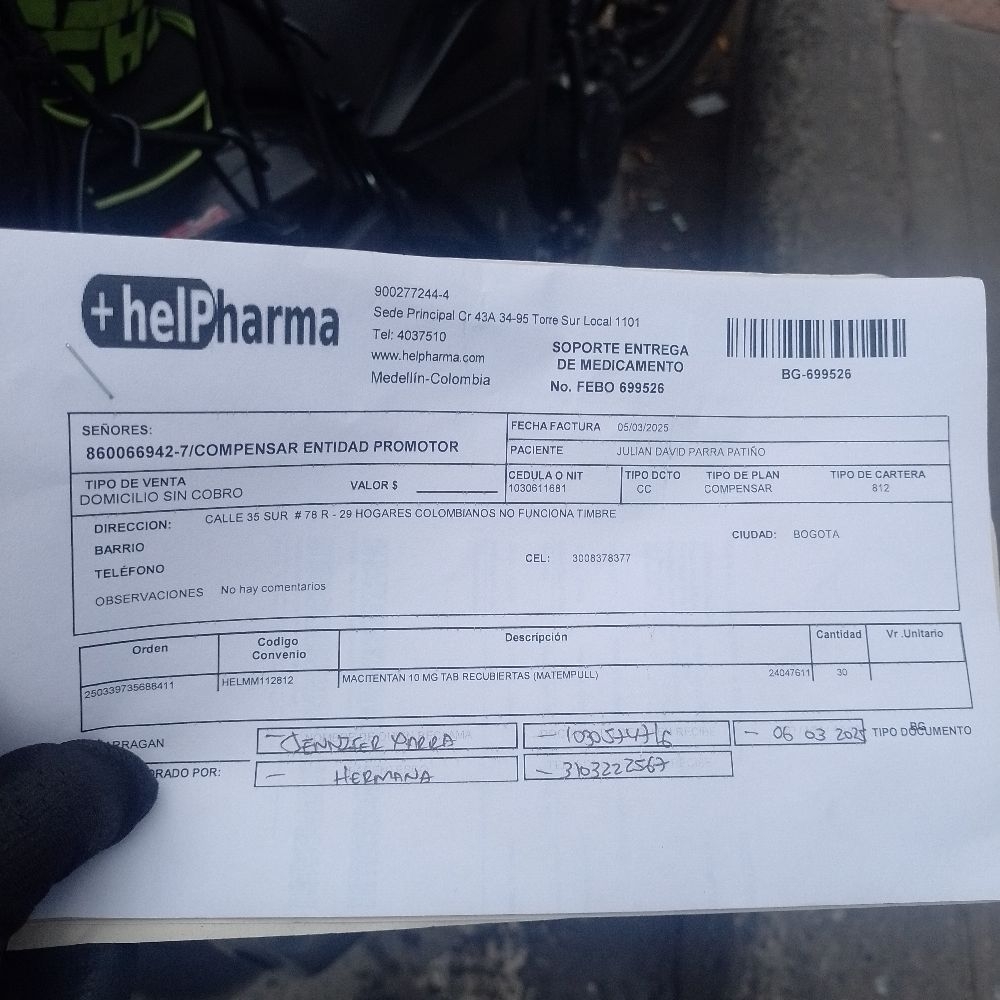 +helPharma
900277244-4
Sede Principal Cr 43A 34-95 Torre Sur Local 1101
Tel: 4037510
www.helpharma.com
Medellín-Colombia
SOPORTE ENTREGA
DE MEDICAMENTO
No. FEBO 699526
BG-699526
SEÑORES:
860066942-7/COMPENSAR ENTIDAD PROMOTOR
FECHA FACTURA 05/03/2025
PACIENTE JULIAN DAVID PARRA PATIÑO
TIPO DE VENTA
DOMICILIO SIN COBRO
VALOR $
CEDULA O NIT
1030611681
TIPO DCTO
CC
TIPO DE PLAN
COMPENSAR
TIPO DE CARTERA
812
DIRECCION: CALLE 35 SUR # 78 R - 29 HOGARES COLOMBIANOS NO FUNCIONA TIMBRE
BARRIO
CIUDAD: BOGOTA
TELÉFONO
CEL: 3008378377
OBSERVACIONES No hay comentarios
Orden Codigo Convenio Descripción Cantidad Vr .Unitario
250339735688411 HELMM112812 MACITENTAN 10 MG TAB RECUBIERTAS (MATEMPULL) 24047611 30
RRAGAN JENNIFER PARRA - 06 03 2025 TIPO DOCUMENTO
BG
RADO POR: - HERMANA - 3103222567